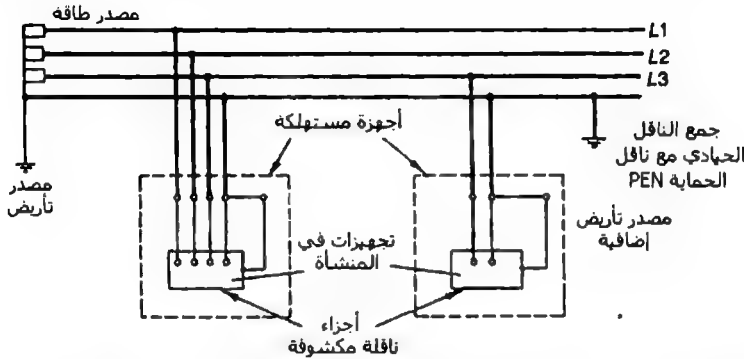 مصدر طاقة
L1
L2
L3
أجهزة مستهلكة
جمع الناقل
الحيادي مع ناقل
الحماية PEN
مصدر
تأريض
مصدر تأريض
إضافية
تجهيزات في
المنشأة
أجزاء
ناقلة مكشوفة